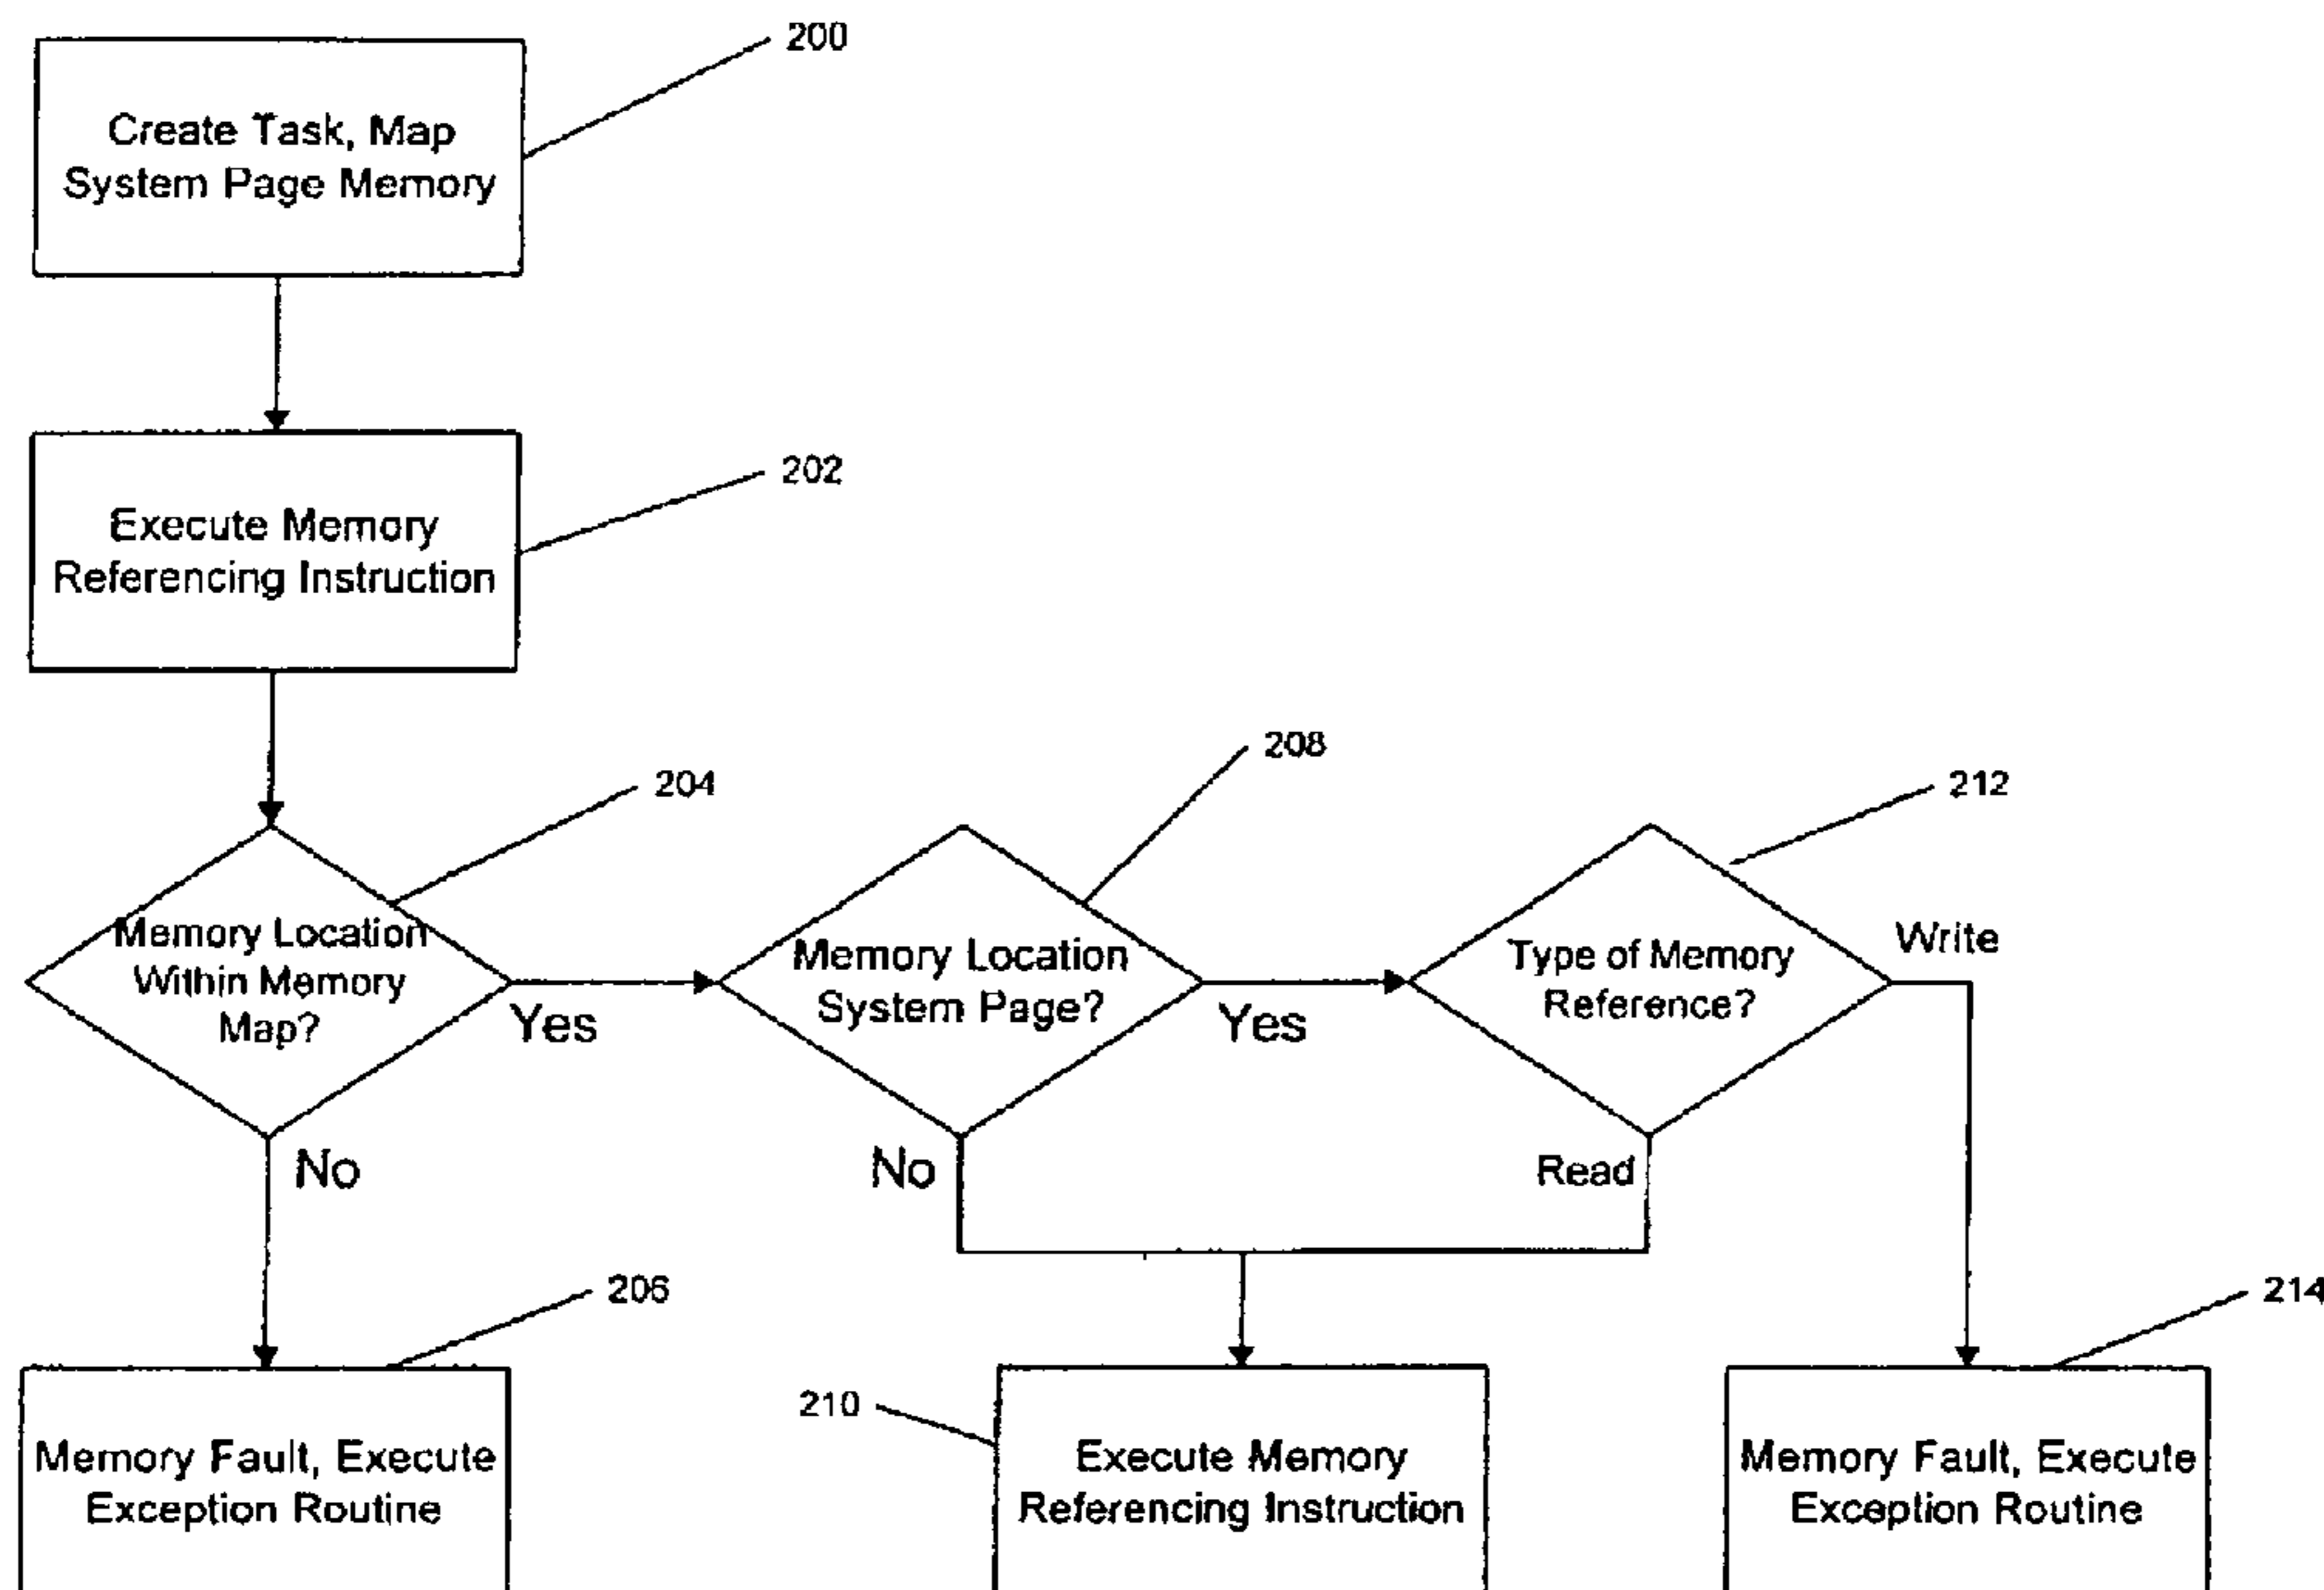 200
Create Task, Map
System Page Memory
202
Execute Memory
Referencing Instruction
204
Memory Location
Within Memory
Map?
Yes
No
208
Memory Location
System Page?
Yes
No
212
Type of Memory
Reference?
Write
Read
206
Memory Fault, Execute
Exception Routine
210
Execute Memory
Referencing Instruction
214
Memory Fault, Execute
Exception Routine